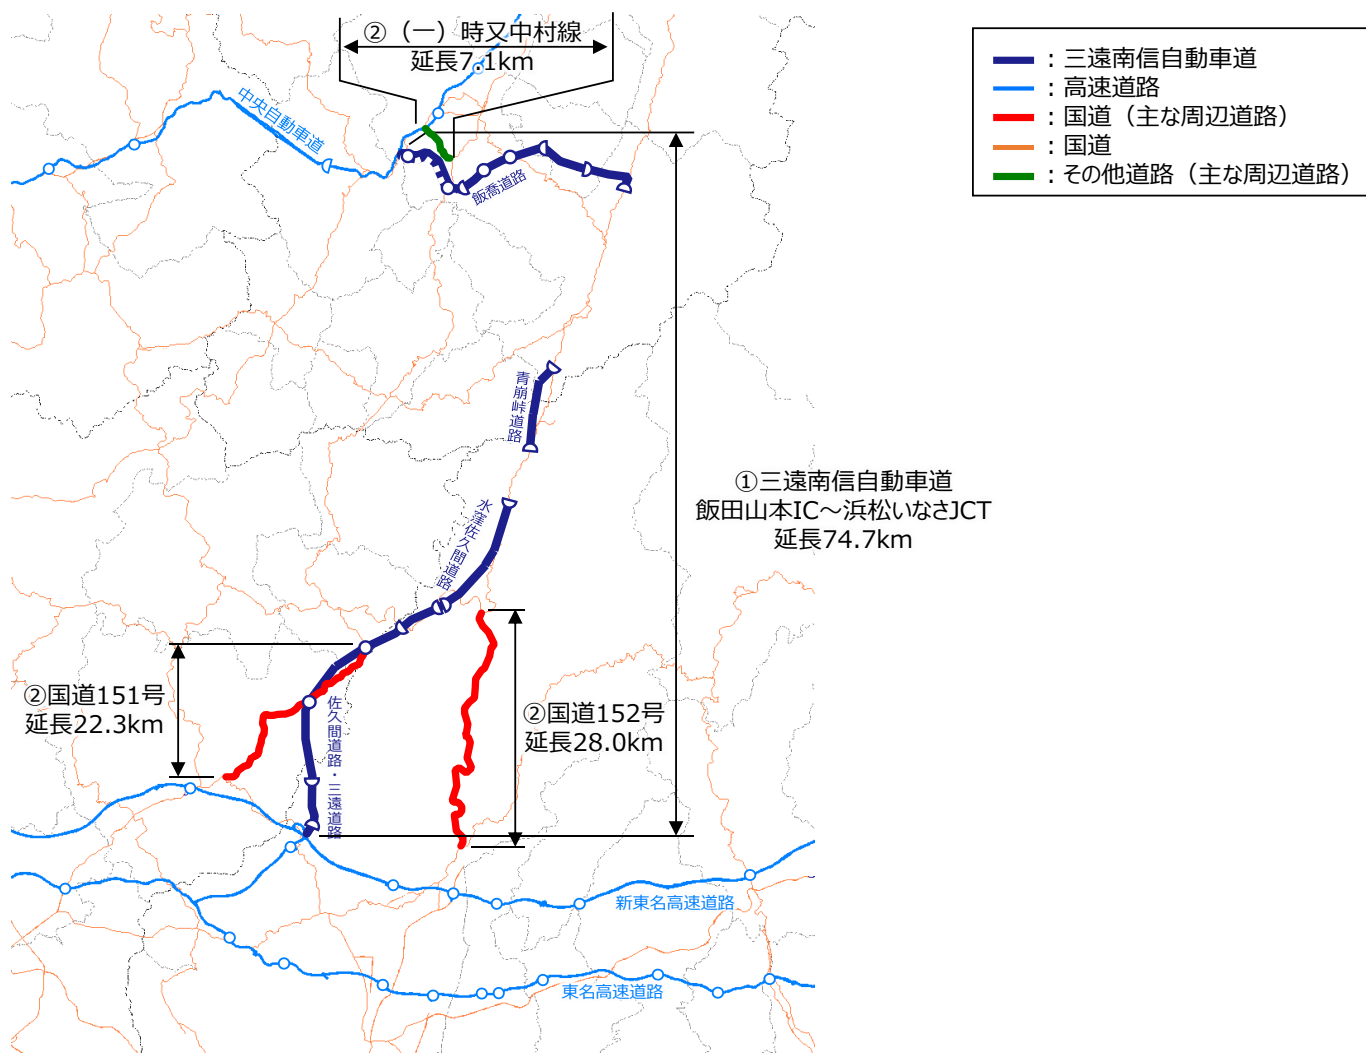 ②（一）時又中村線
延長7.1km
：三遠南信自動車道
：高速道路
：国道（主な周辺道路）
：国道
：その他道路（主な周辺道路）
中央自動車道
飯喬道路
青崩峠道路
①三遠南信自動車道
飯田山本IC～浜松いなさJCT
延長74.7km
水窪佐久間道路
②国道151号
延長22.3km
佐久間道路・三遠道路
②国道152号
延長28.0km
新東名高速道路
東名高速道路